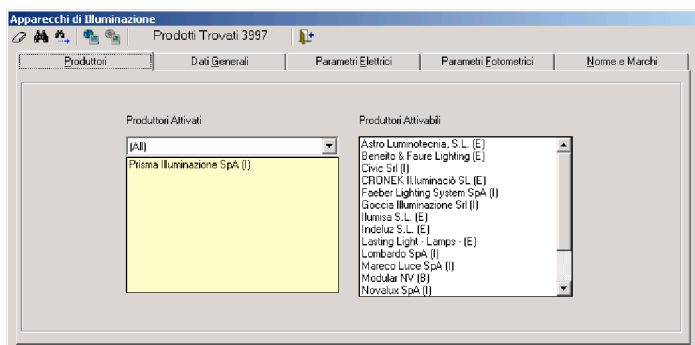 Apparecchi di Illuminazione
Prodotti Trovati 3997
Produttori
Dati Generali
Parametri Elettrici
Parametri Fotometrici
Norme e Marchi
Produttori Attivati
Produttori Attivabili
(All)
Prisma Illuminazione SpA (I)
Astro Luminotecnia, S.L. (E)
Beneito & Faure Lighting (E)
Civic Srl (I)
CRONEK Il.luminació SL (E)
Faeber Lighting System SpA (I)
Goccia Illuminazione Srl (I)
Ilumisa S.L. (E)
Indeluz S.L. (E)
Lasting Light - Lamps - (E)
Lombardo SpA (I)
Mareco Luce SpA (I)
Modular NV (B)
Novalux SpA (I)